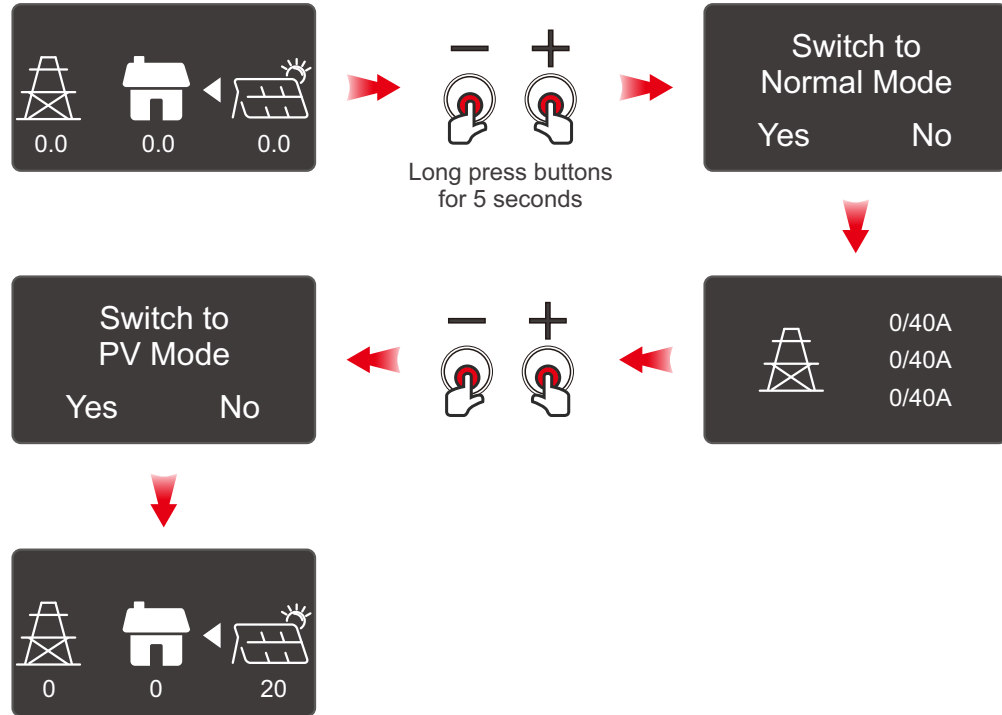 0.0 0.0 0.0
— +
Long press buttons
for 5 seconds
Switch to
Normal Mode
Yes No
0/40A
0/40A
0/40A
— +
Switch to
PV Mode
Yes No
0 0 20